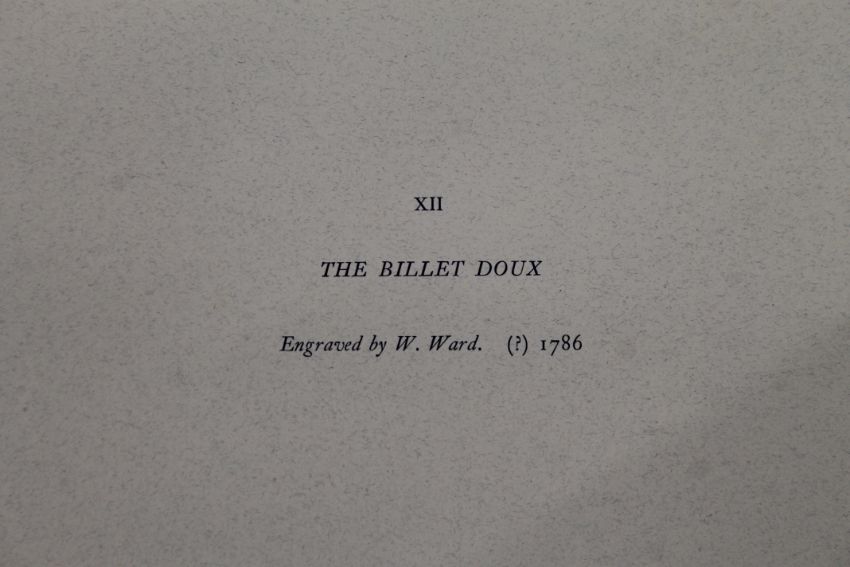 XII
THE BILLET DOUX
Engraved by W. Ward. (?) 1786